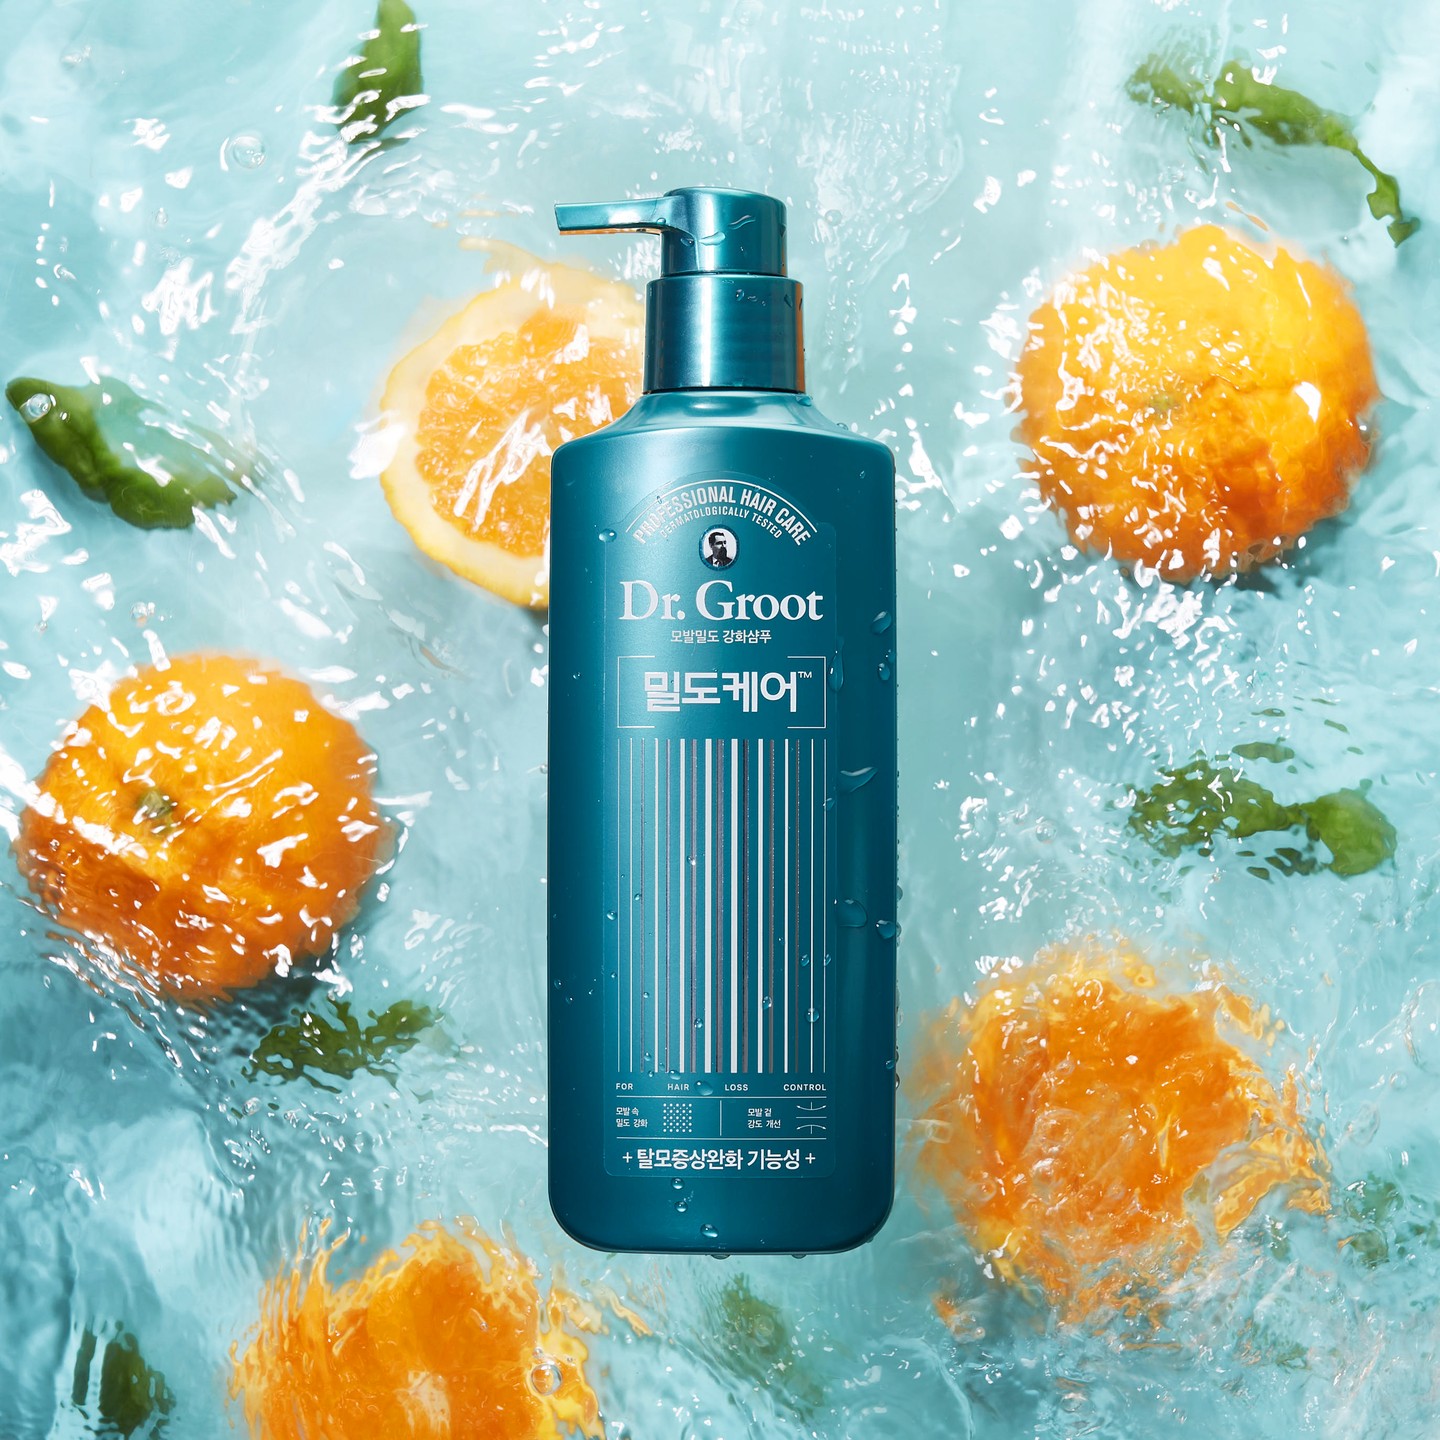 PROFESSIONAL HAIR CARE
DERMATOLOGICALLY TESTED
Dr. Groot
모발밀도 강화샴푸
밀도케어™
FOR HAIR LOSS CONTROL
모발 속
밀도 강화
모발 겉
강도 개선
+ 탈모증상완화 기능성 +